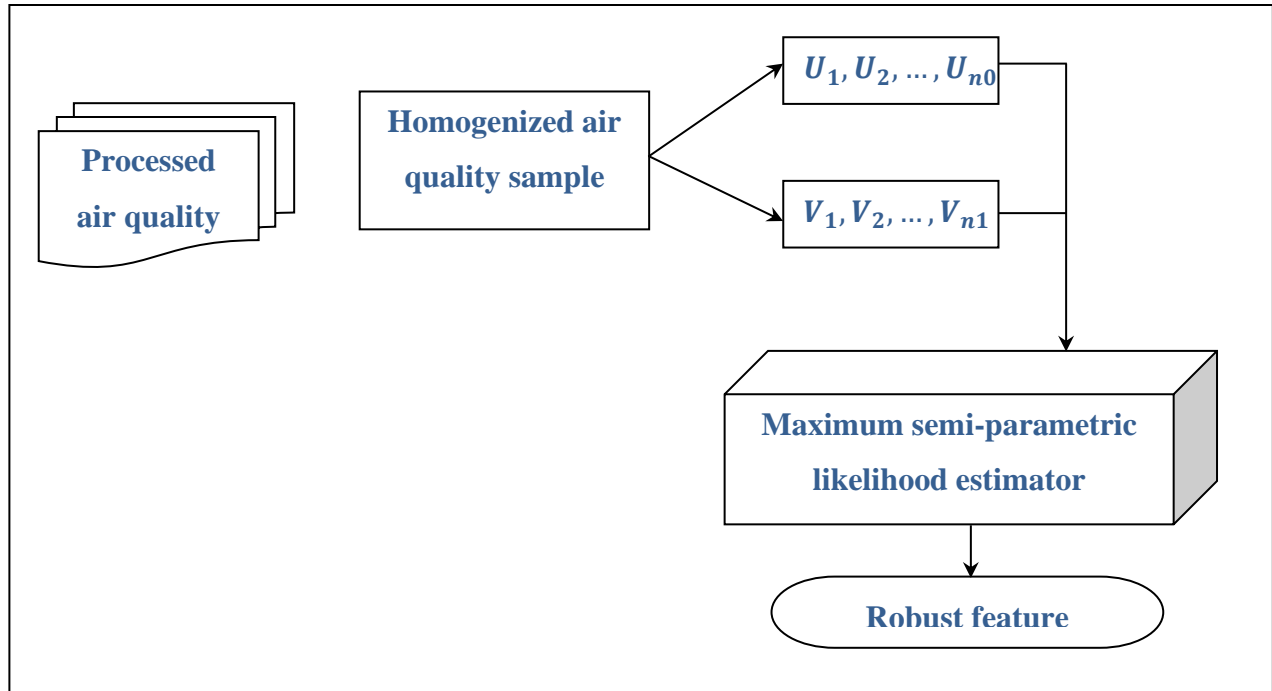 Processed
air quality
Homogenized air
quality sample
U₁, U₂, …, Uₙ₀
V₁, V₂, …, Vₙ₁
Maximum semi-parametric
likelihood estimator
Robust feature